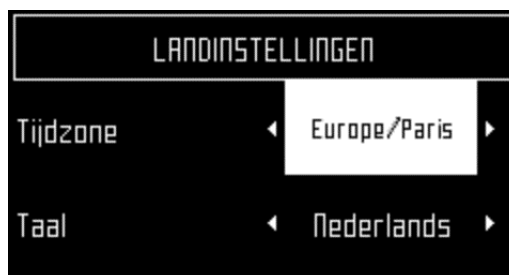 LANDINSTELLINGEN
Tijdzone Europe/Paris
Taal Nederlands